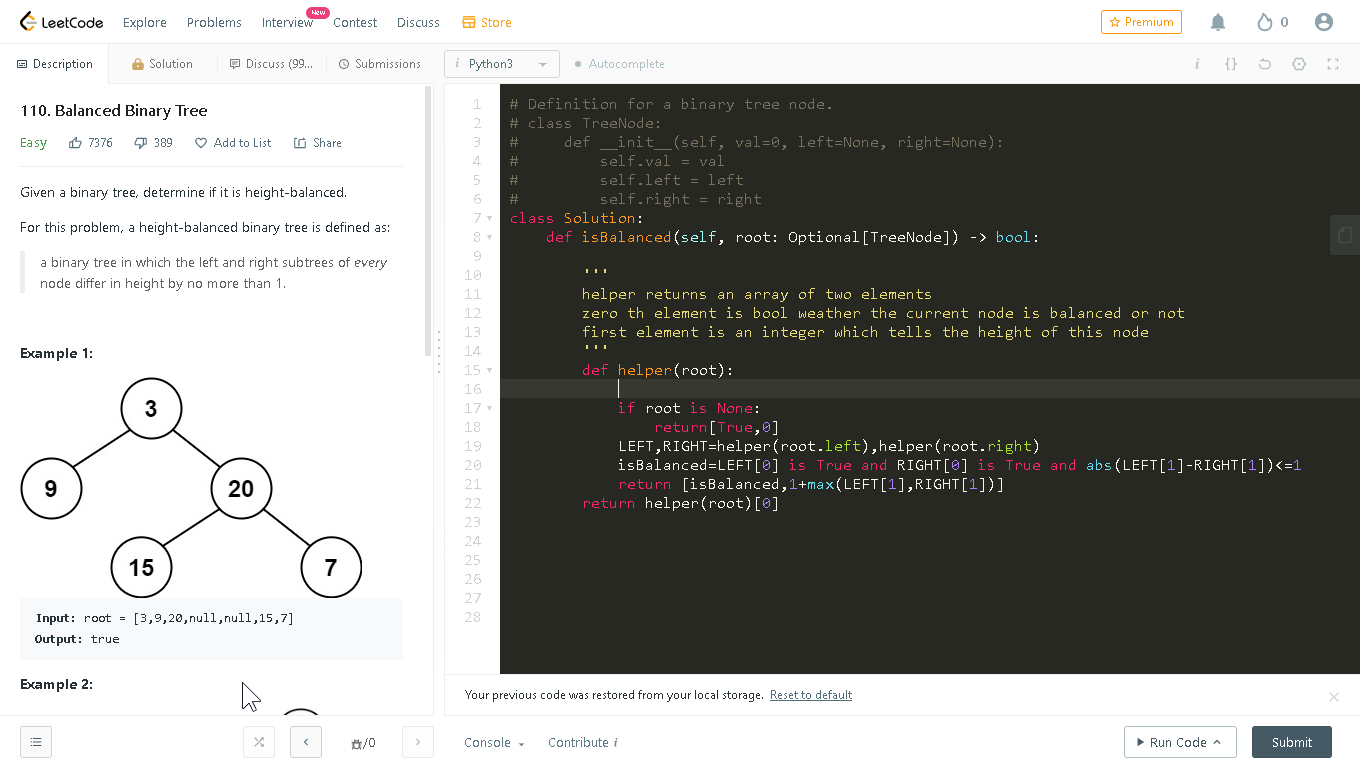 LeetCode Explore Problems Interview New Contest Discuss Store Premium 0
Description Solution Discuss (99... Submissions
110. Balanced Binary Tree
Easy 7376 389 Add to List Share
Given a binary tree, determine if it is height-balanced.
For this problem, a height-balanced binary tree is defined as:
a binary tree in which the left and right subtrees of every
node differ in height by no more than 1.
Example 1:
3
9 20
15 7
Input: root = [3,9,20,null,null,15,7]
Output: true
Example 2:
/0
i Python3 Autocomplete i {}
1 # Definition for a binary tree node.
2 # class TreeNode:
3 #     def __init__(self, val=0, left=None, right=None):
4 #         self.val = val
5 #         self.left = left
6 #         self.right = right
7 class Solution:
8     def isBalanced(self, root: Optional[TreeNode]) -> bool:
9
10         '''
11         helper returns an array of two elements
12         zero th element is bool weather the current node is balanced or not
13         first element is an integer which tells the height of this node
14         '''
15         def helper(root):
16
17             if root is None:
18                 return[True,0]
19             LEFT,RIGHT=helper(root.left),helper(root.right)
20             isBalanced=LEFT[0] is True and RIGHT[0] is True and abs(LEFT[1]-RIGHT[1])<=1
21             return [isBalanced,1+max(LEFT[1],RIGHT[1])]
22         return helper(root)[0]
23
24
25
26
27
28
Your previous code was restored from your local storage. Reset to default
Console Contribute i Run Code Submit